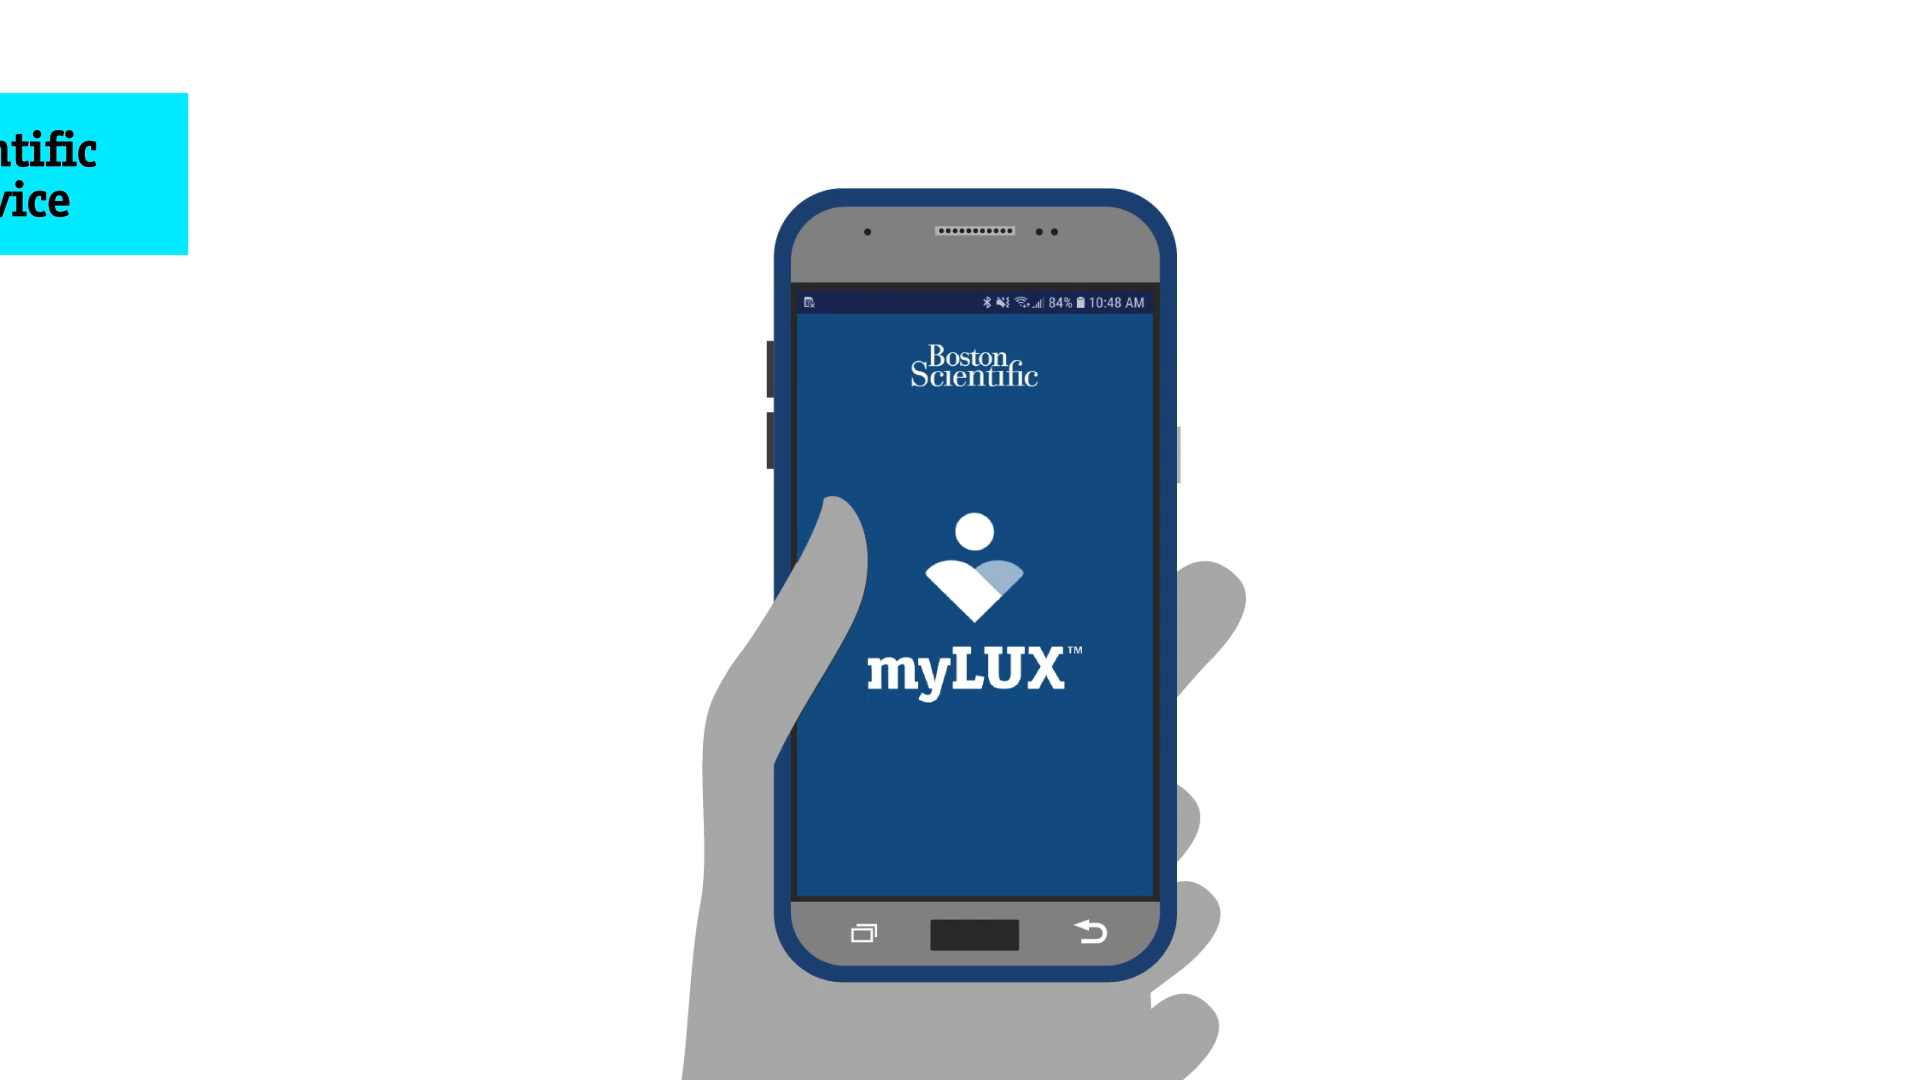 ntific
vice
84% 10:48 AM
Boston
Scientific
myLUX™